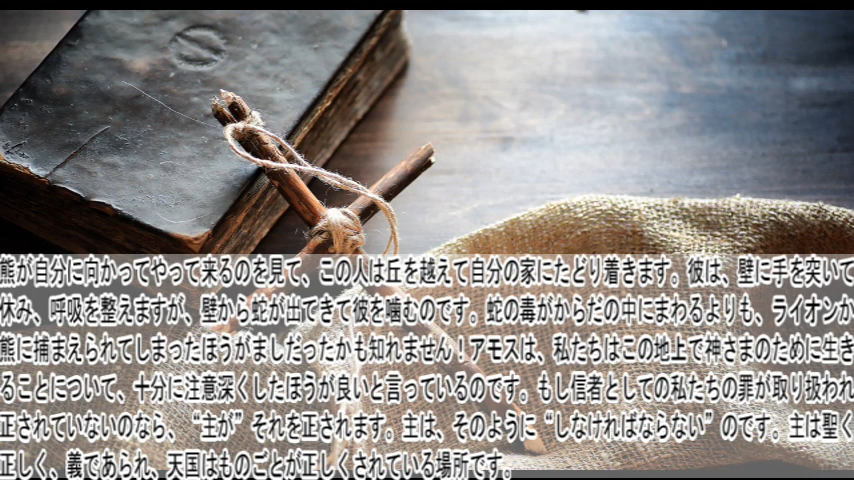 熊が自分に向かってやって来るのを見て、この人は丘を越えて自分の家にたどり着きます。彼は、壁に手を突いて
休み、呼吸を整えますが、壁から蛇が出てきて彼を噛むのです。蛇の毒がからだの中にまわるよりも、ライオンか
熊に捕まえられてしまったほうがましだったかも知れません！アモスは、私たちはこの地上で神さまのために生き
ることについて、十分に注意深くしたほうが良いと言っているのです。もし信者としての私たちの罪が取り扱われ
正されていないのなら、“主が”それを正されます。主は、そのように“しなければならない”のです。主は聖く
正しく、義であられ、天国はものごとが正しくされている場所です。